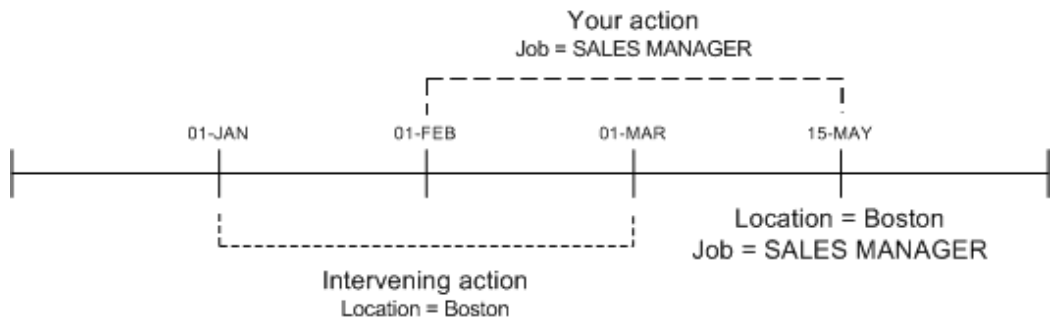 Your action
Job = SALES MANAGER
01-JAN
01-FEB
01-MAR
15-MAY
Location = Boston
Job = SALES MANAGER
Intervening action
Location = Boston